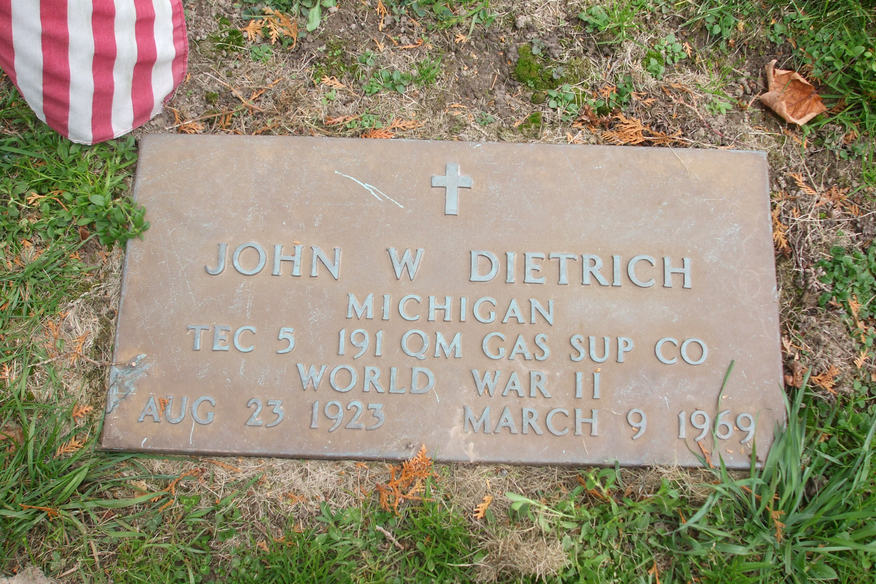 JOHN W DIETRICH
MICHIGAN
TEC 5 191 QM GAS SUP CO
WORLD WAR II
AUG 23 1923 MARCH 9 1969